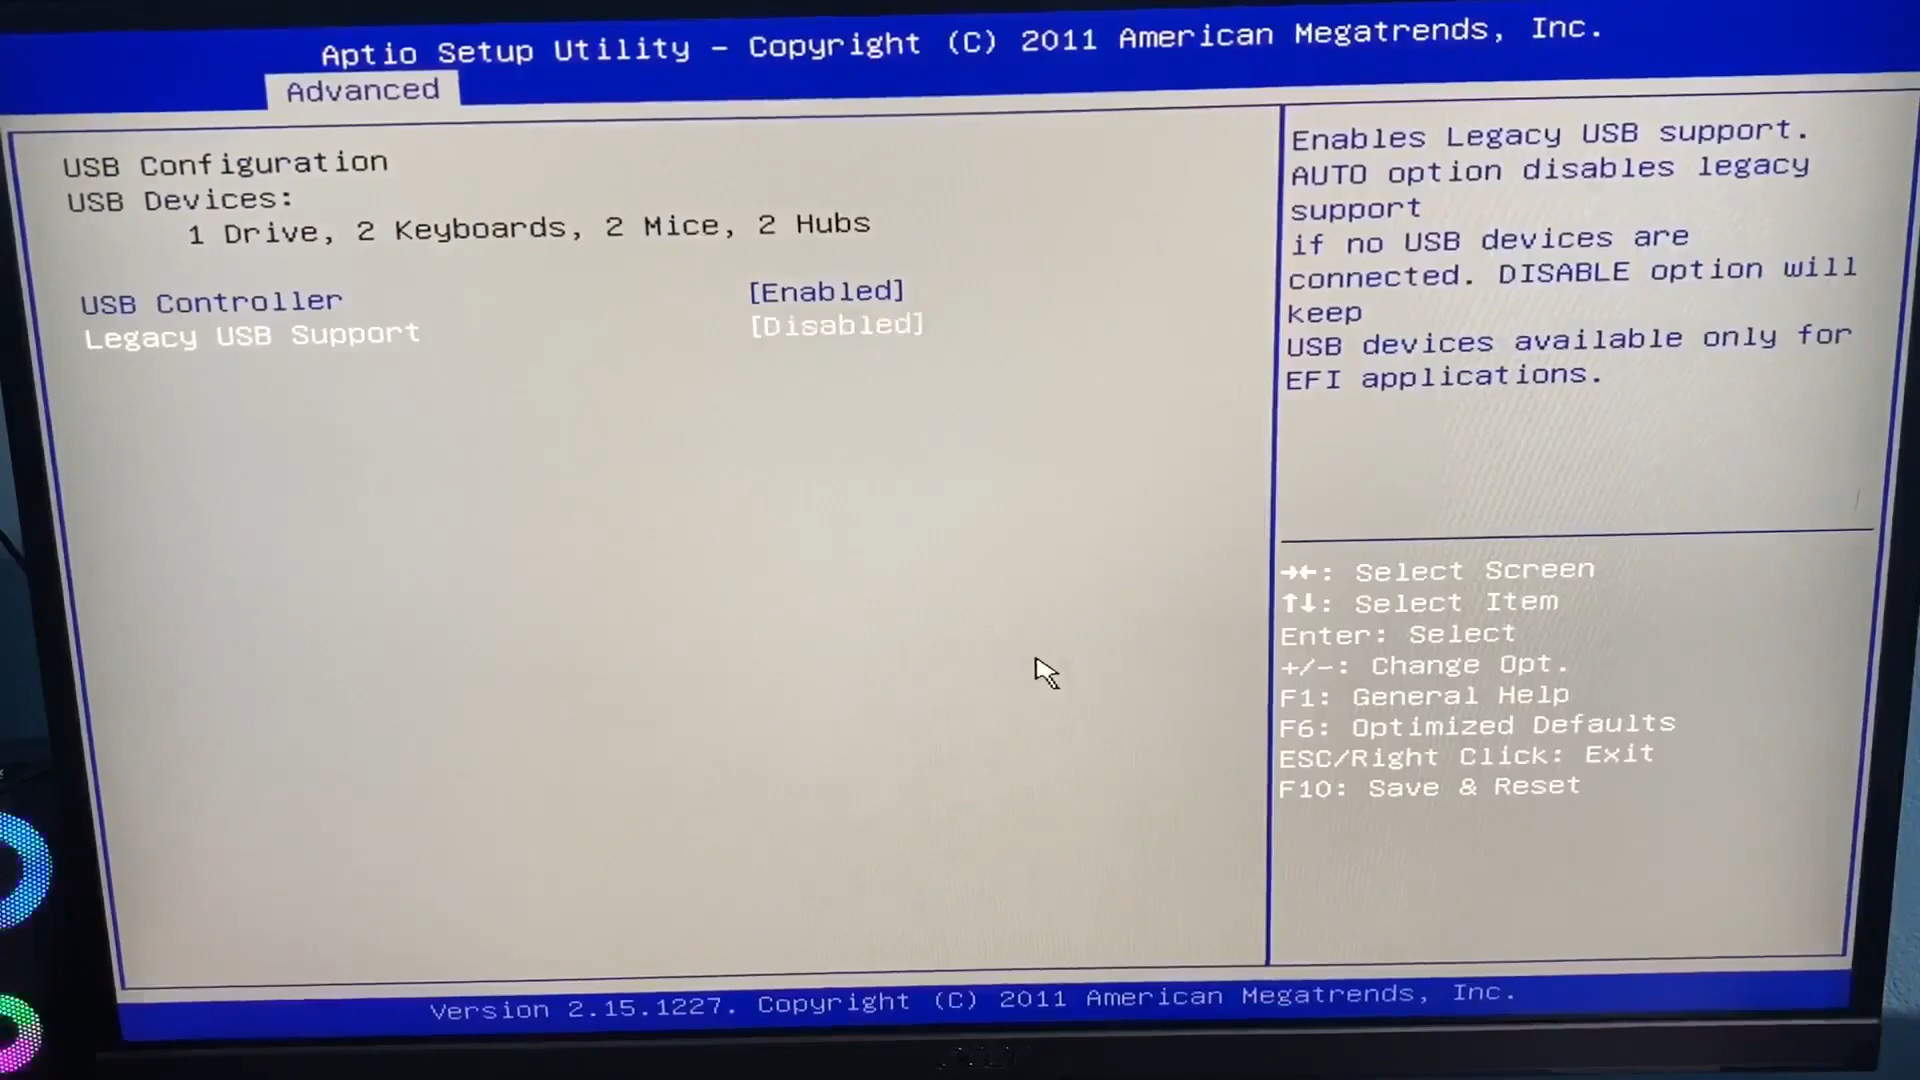 Aptio Setup Utility - Copyright (C) 2011 American Megatrends, Inc.
Advanced
USB Configuration
USB Devices:
1 Drive, 2 Keyboards, 2 Mice, 2 Hubs
USB Controller [Enabled]
Legacy USB Support [Disabled]
Enables Legacy USB support.
AUTO option disables legacy
support
if no USB devices are
connected. DISABLE option will
keep
USB devices available only for
EFI applications.
→←: Select Screen
↑↓: Select Item
Enter: Select
+/-: Change Opt.
F1: General Help
F6: Optimized Defaults
ESC/Right Click: Exit
F10: Save & Reset
Version 2.15.1227. Copyright (C) 2011 American Megatrends, Inc.